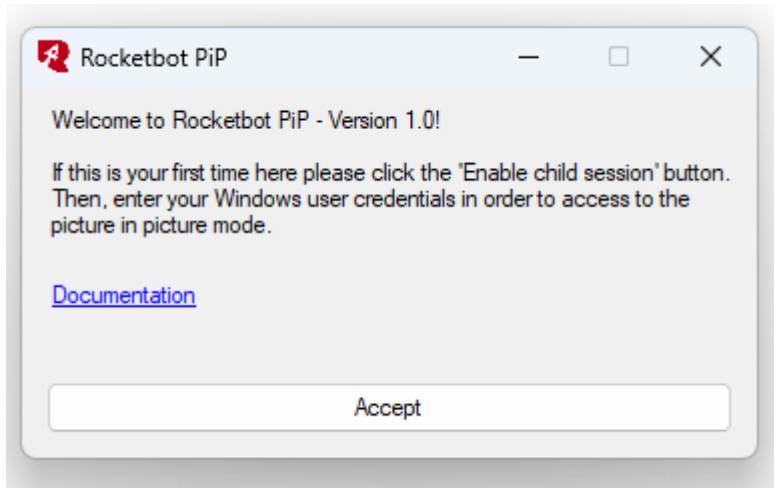 Rocketbot PiP
Welcome to Rocketbot PiP - Version 1.0!
If this is your first time here please click the 'Enable child session' button.
Then, enter your Windows user credentials in order to access to the
picture in picture mode.
Documentation
Accept